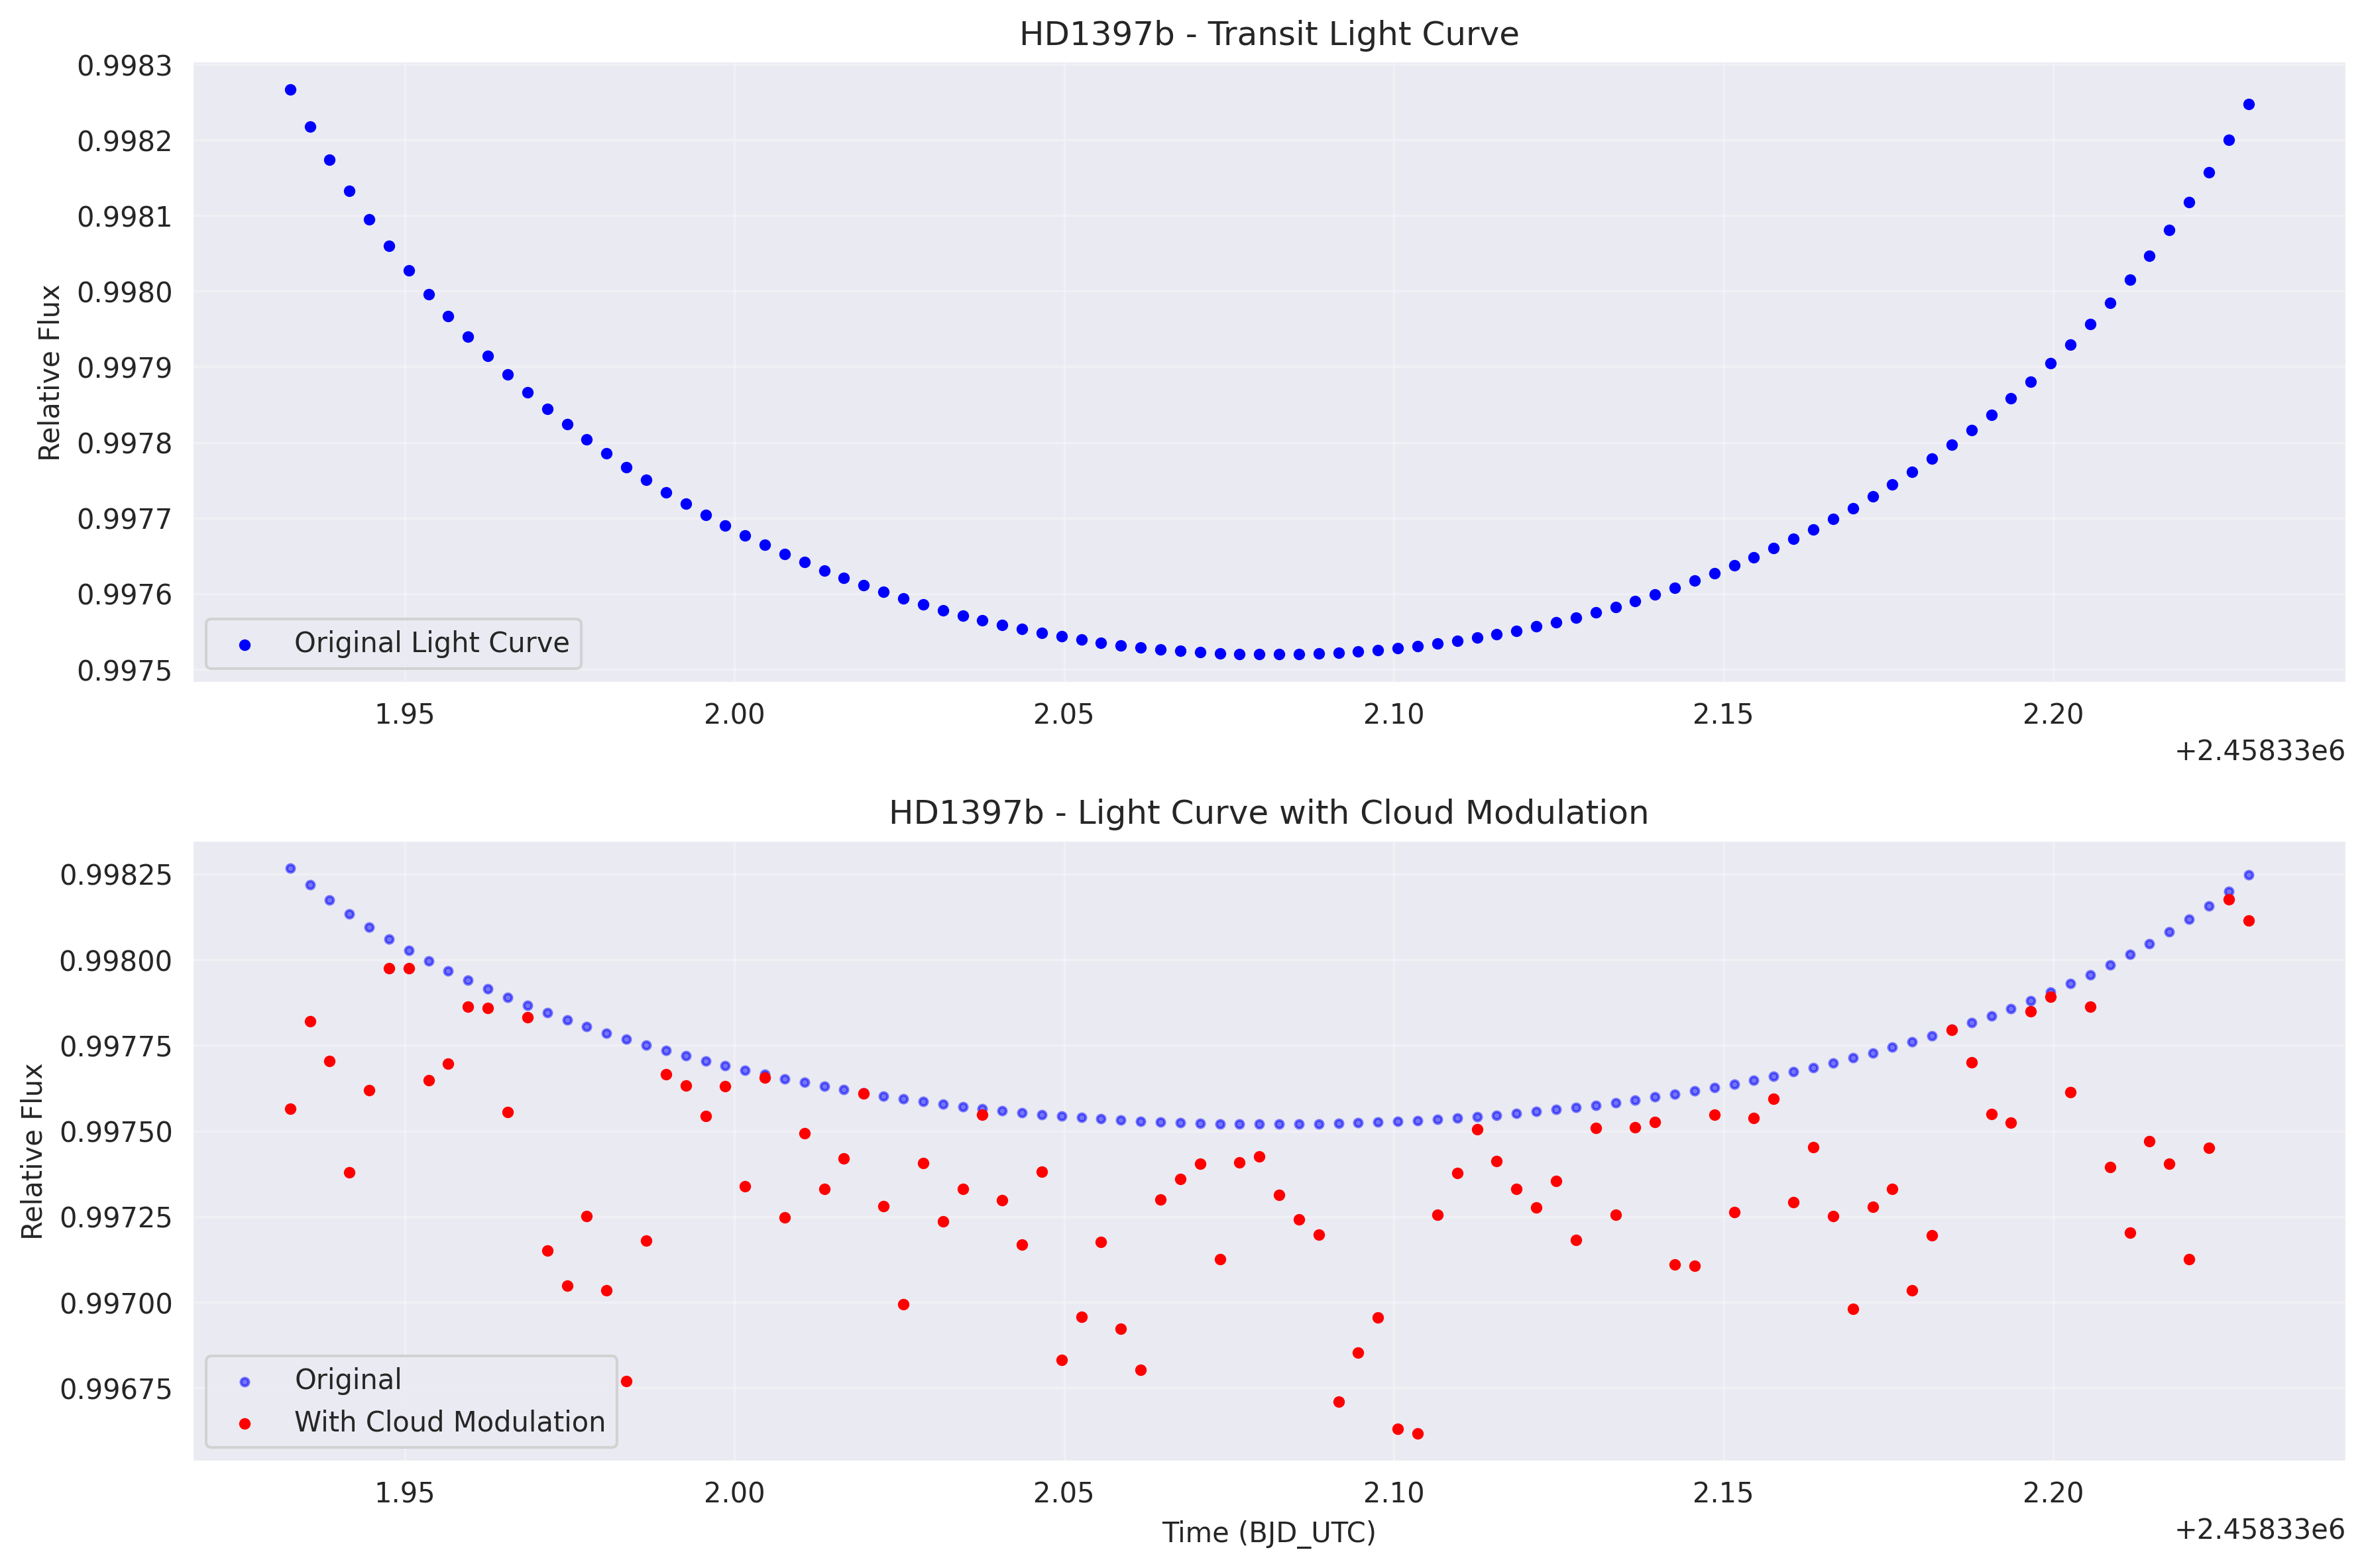 HD1397b - Transit Light Curve
Relative Flux
0.9983
0.9982
0.9981
0.9980
0.9979
0.9978
0.9977
0.9976
0.9975
Original Light Curve
1.95 2.00 2.05 2.10 2.15 2.20
+2.45833e6
HD1397b - Light Curve with Cloud Modulation
Relative Flux
0.99825
0.99800
0.99775
0.99750
0.99725
0.99700
0.99675
Original
With Cloud Modulation
1.95 2.00 2.05 2.10 2.15 2.20
Time (BJD_UTC)
+2.45833e6